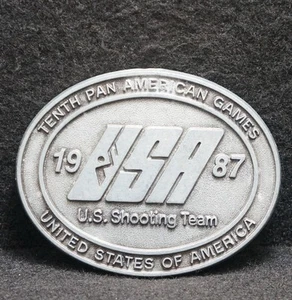 TENTH PAN AMERICAN GAMES
19 USA 87
U.S. Shooting Team
UNITED STATES OF AMERICA